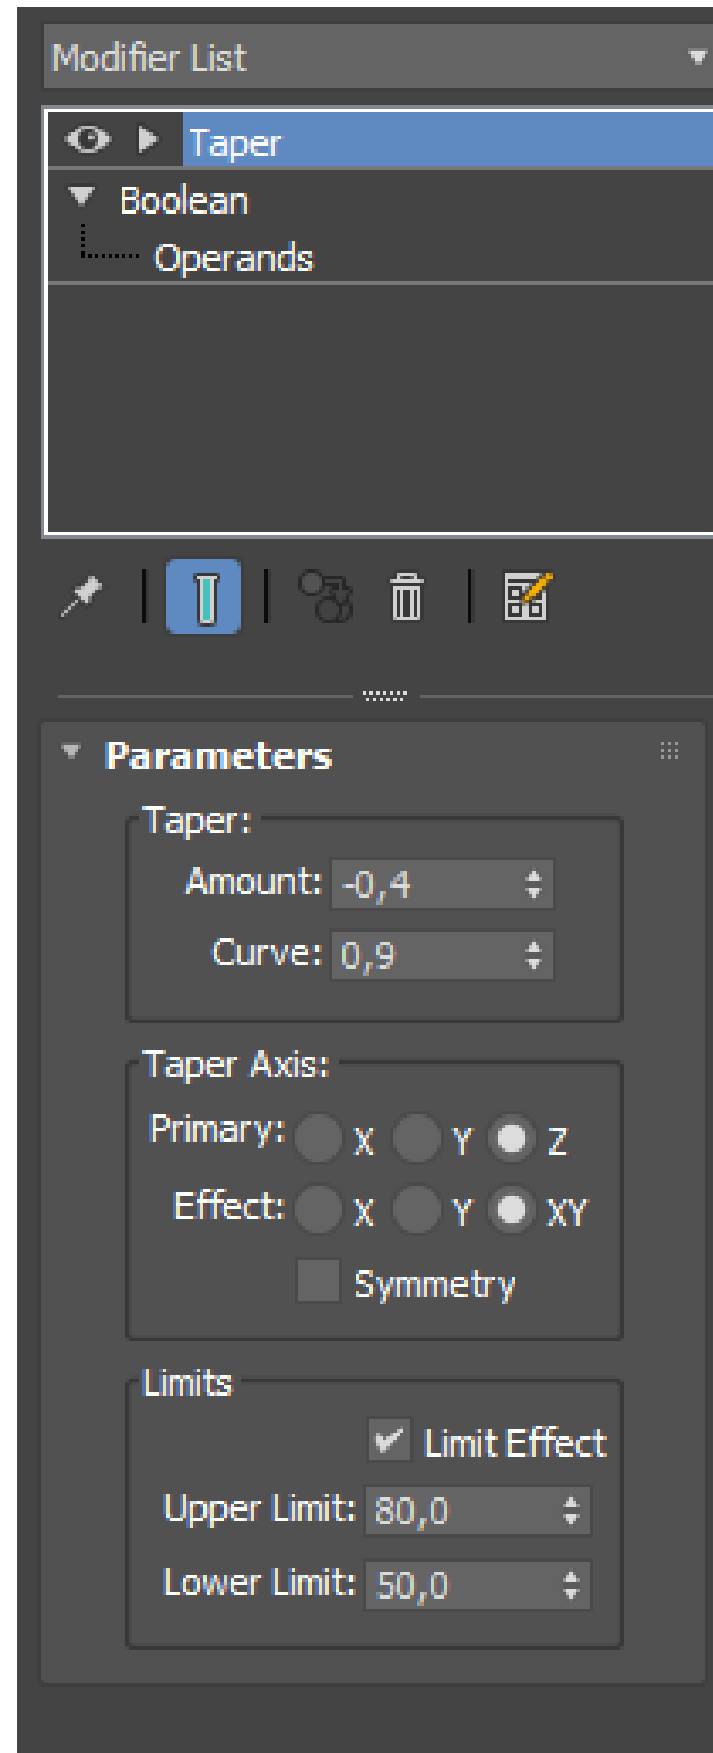 Modifier List
Taper
Boolean
Operands
Parameters
Taper:
Amount: -0,4
Curve: 0,9
Taper Axis:
Primary: X Y Z
Effect: X Y XY
Symmetry
Limits
Limit Effect
Upper Limit: 80,0
Lower Limit: 50,0